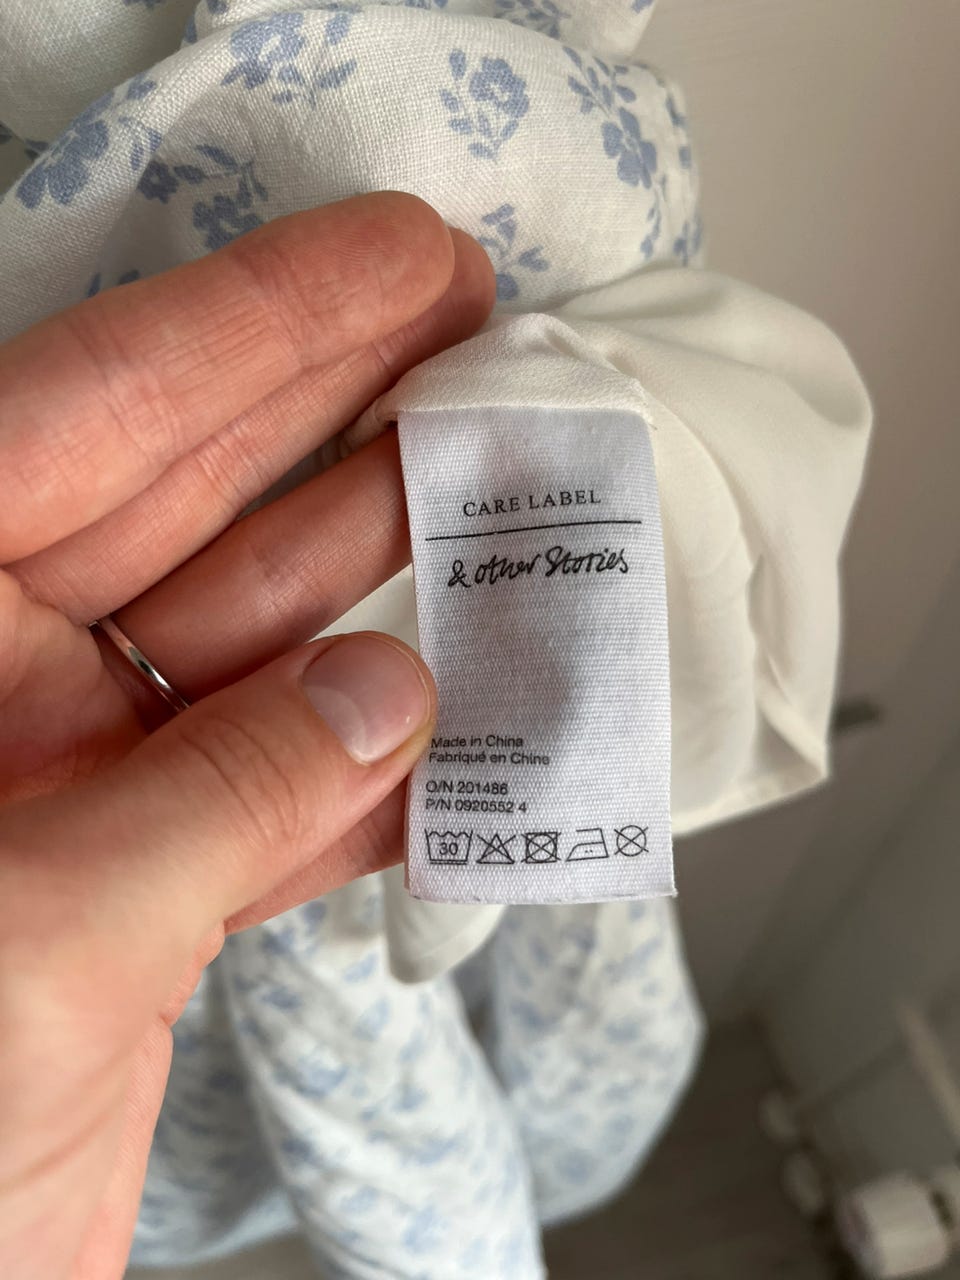 CARE LABEL
& other Stories
Made in China
Fabriqué en Chine
O/N 201486
P/N 0920552 4
30